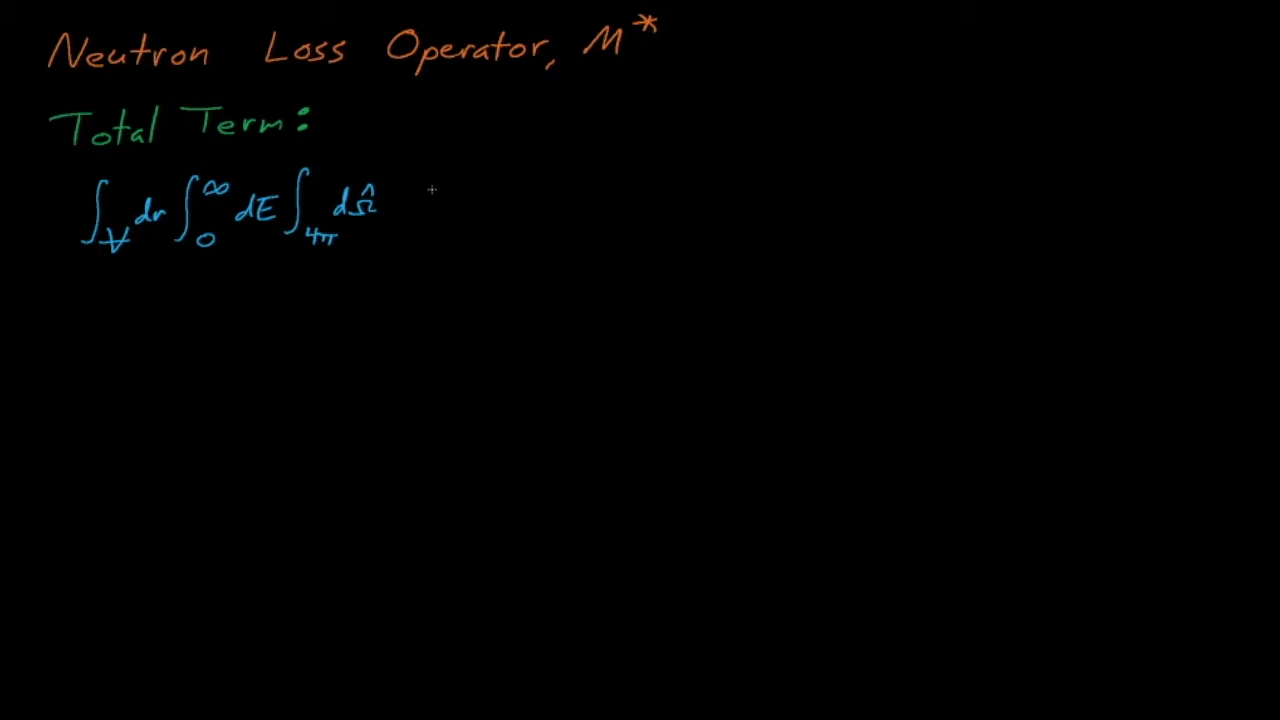 Neutron Loss Operator, M*
Total Term:
∫_V dr ∫_0^∞ dE ∫_4π dΩ̂